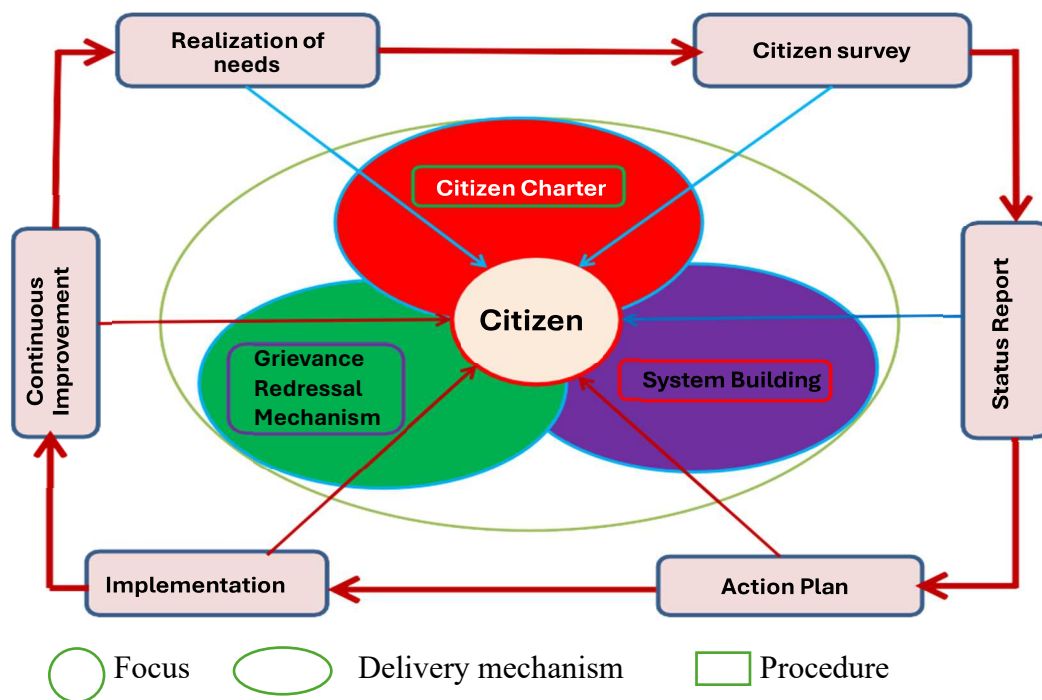 Realization of
needs
Citizen survey
Citizen Charter
Continuous
Improvement
Citizen
Status Report
Grievance
Redressal
Mechanism
System Building
Implementation
Action Plan
Focus
Delivery mechanism
Procedure